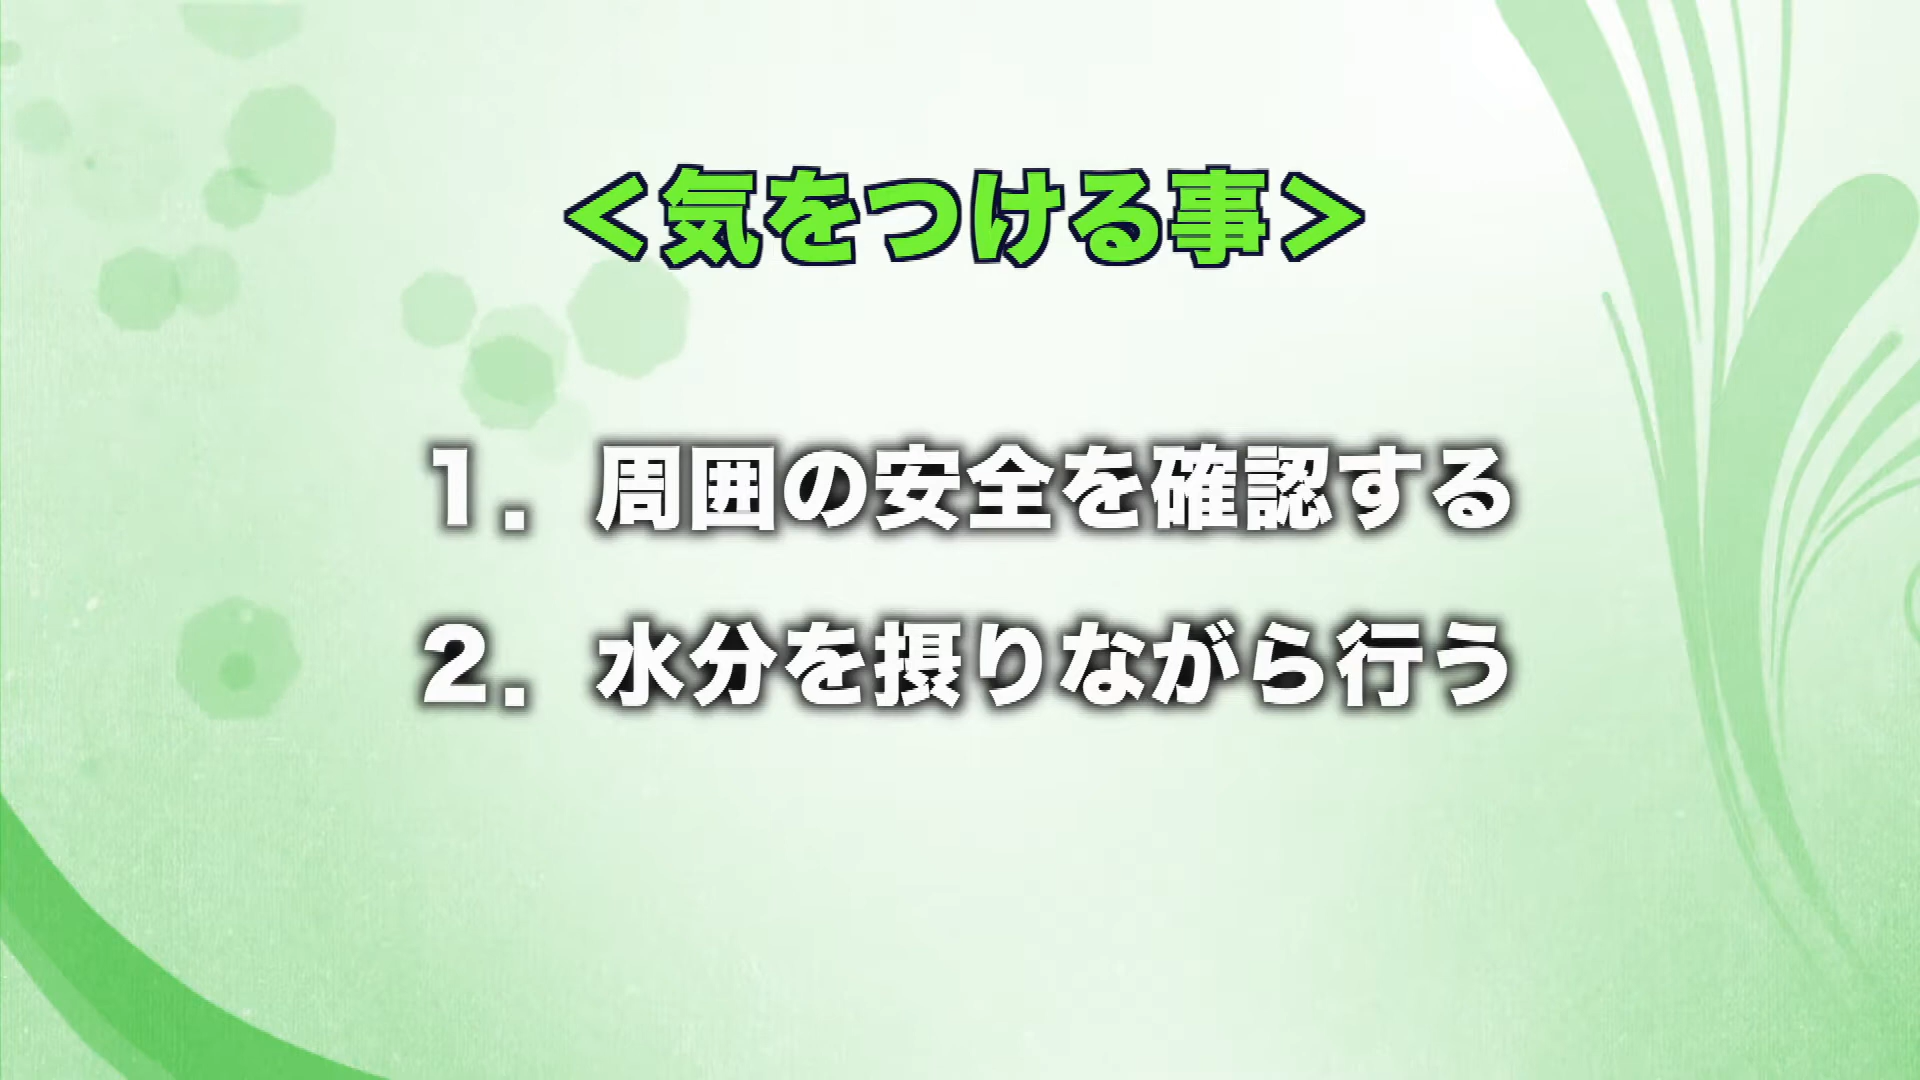 ＜気をつける事＞
１．周囲の安全を確認する
２．水分を摂りながら行う